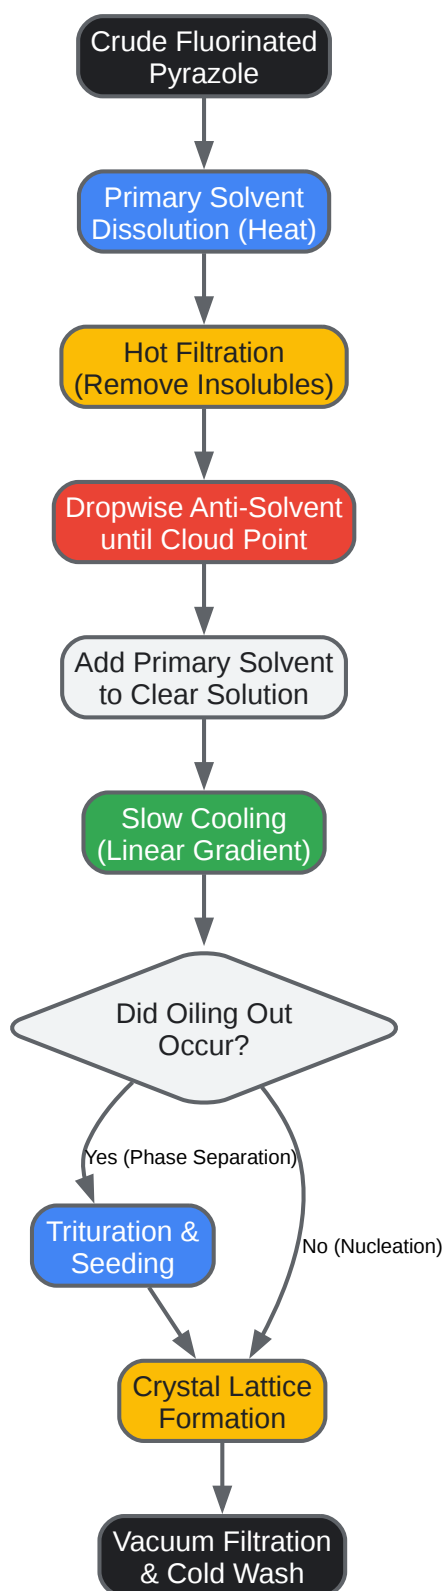 Crude Fluorinated
Pyrazole
Primary Solvent
Dissolution (Heat)
Hot Filtration
(Remove Insolubles)
Dropwise Anti-Solvent
until Cloud Point
Add Primary Solvent
to Clear Solution
Slow Cooling
(Linear Gradient)
Did Oiling Out
Occur?
Yes (Phase Separation)
Trituration &
Seeding
No (Nucleation)
Crystal Lattice
Formation
Vacuum Filtration
& Cold Wash